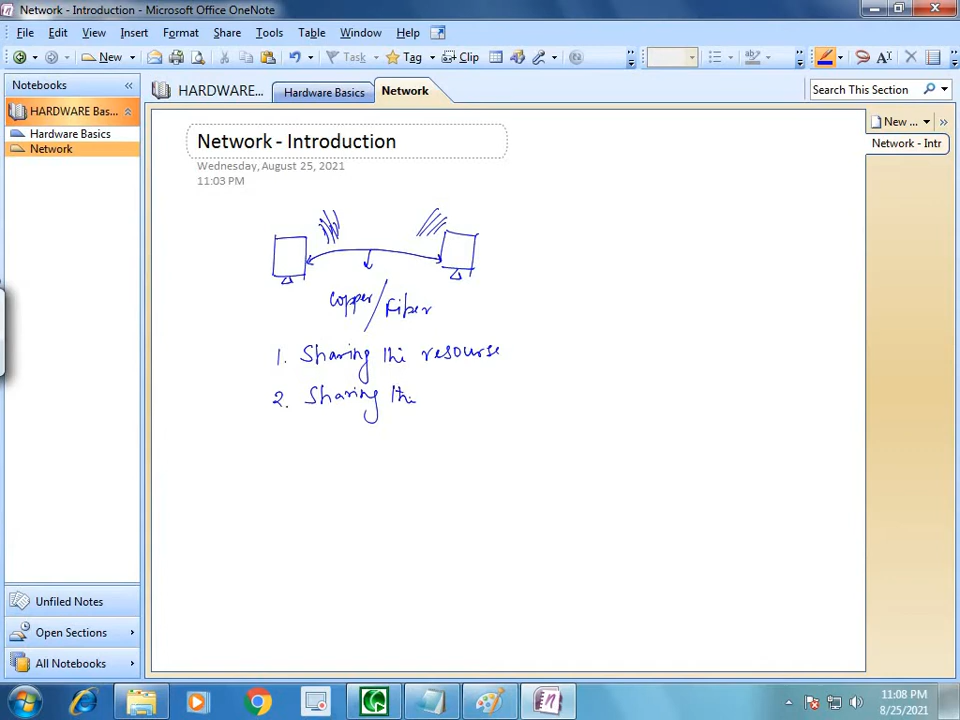 Network - Introduction - Microsoft Office OneNote
File Edit View Insert Format Share Tools Table Window Help
New Task Tag Clip
Notebooks
HARDWARE... Hardware Basics Network
Search This Section
HARDWARE Bas...
Hardware Basics
Network
New ...
Network - Intr
Network - Introduction
Wednesday, August 25, 2021
11:03 PM
Copper / Fiber
1. Sharing the resourse
2. Sharing the
Unfiled Notes
Open Sections
All Notebooks
11:08 PM
8/25/2021